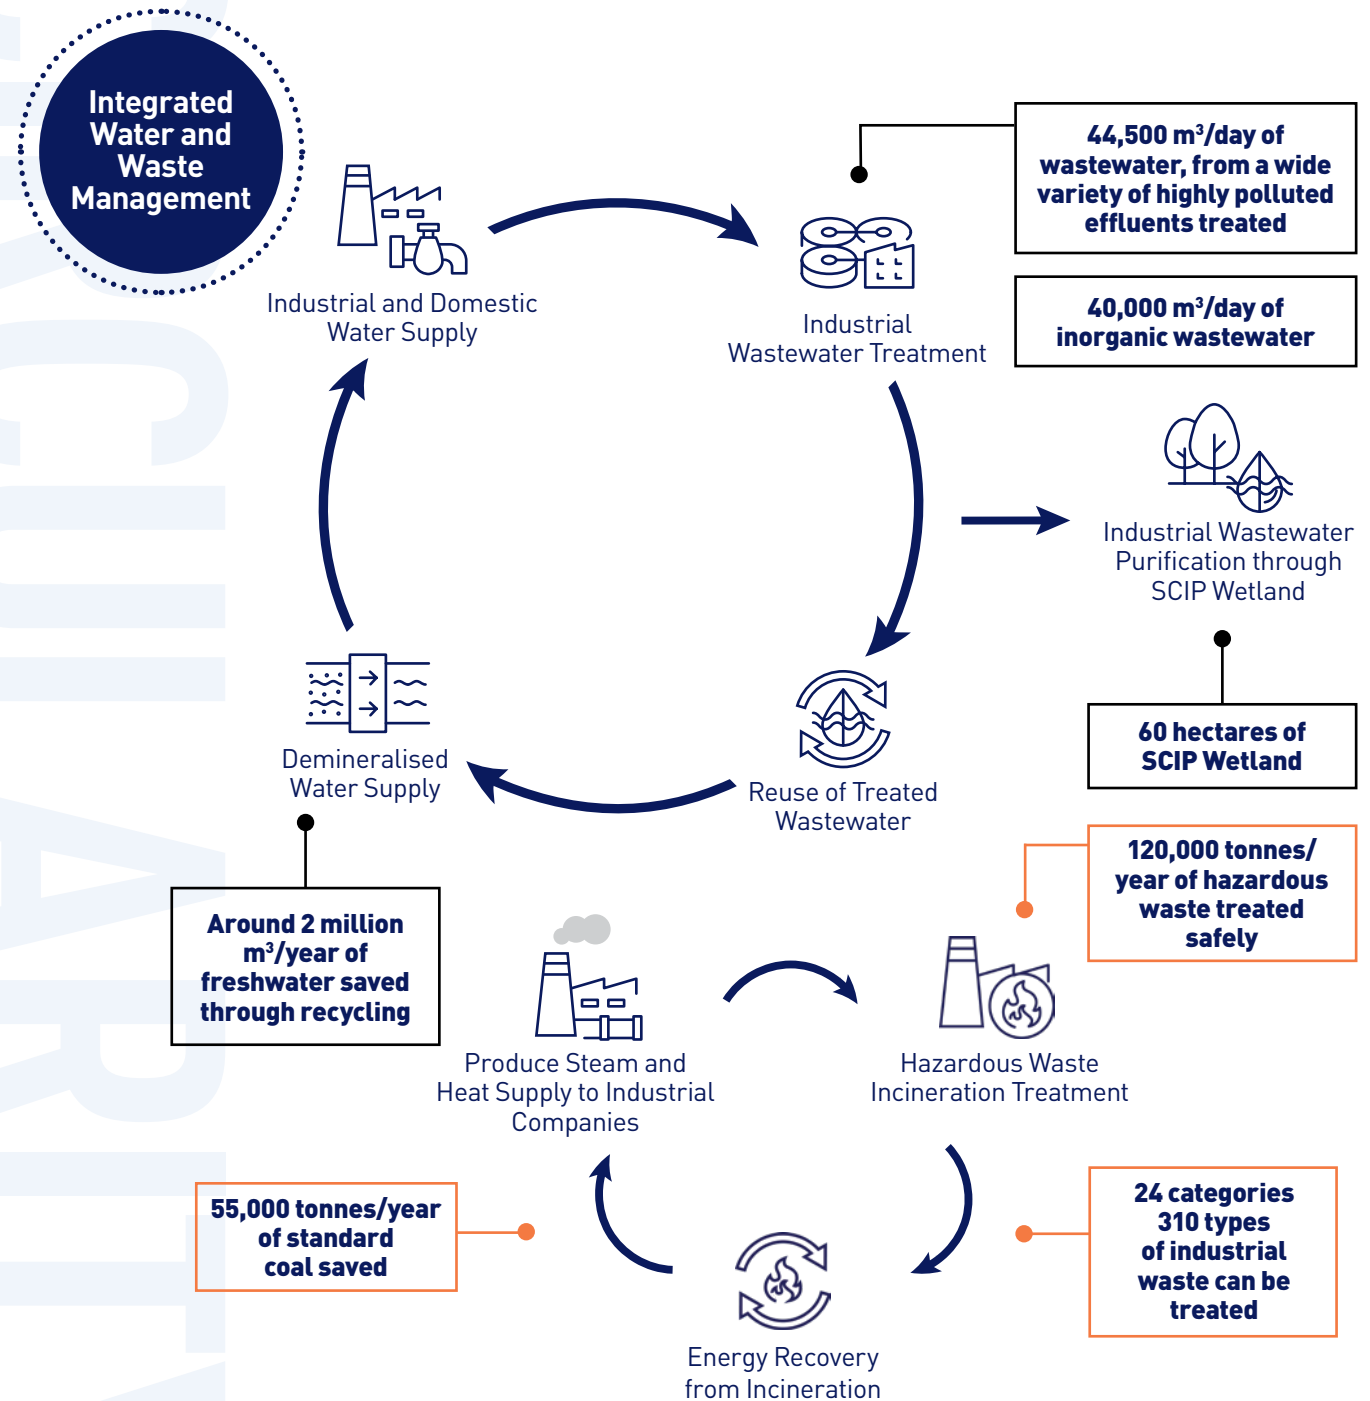 Integrated
Water and
Waste
Management
Industrial and Domestic
Water Supply
Industrial
Wastewater Treatment
44,500 m³/day of
wastewater, from a wide
variety of highly polluted
effluents treated
40,000 m³/day of
inorganic wastewater
Industrial Wastewater
Purification through
SCIP Wetland
60 hectares of
SCIP Wetland
Reuse of Treated
Wastewater
Demineralised
Water Supply
Around 2 million
m³/year of
freshwater saved
through recycling
120,000 tonnes/
year of hazardous
waste treated
safely
Produce Steam and
Heat Supply to Industrial
Companies
Hazardous Waste
Incineration Treatment
55,000 tonnes/year
of standard
coal saved
24 categories
310 types
of industrial
waste can be
treated
Energy Recovery
from Incineration